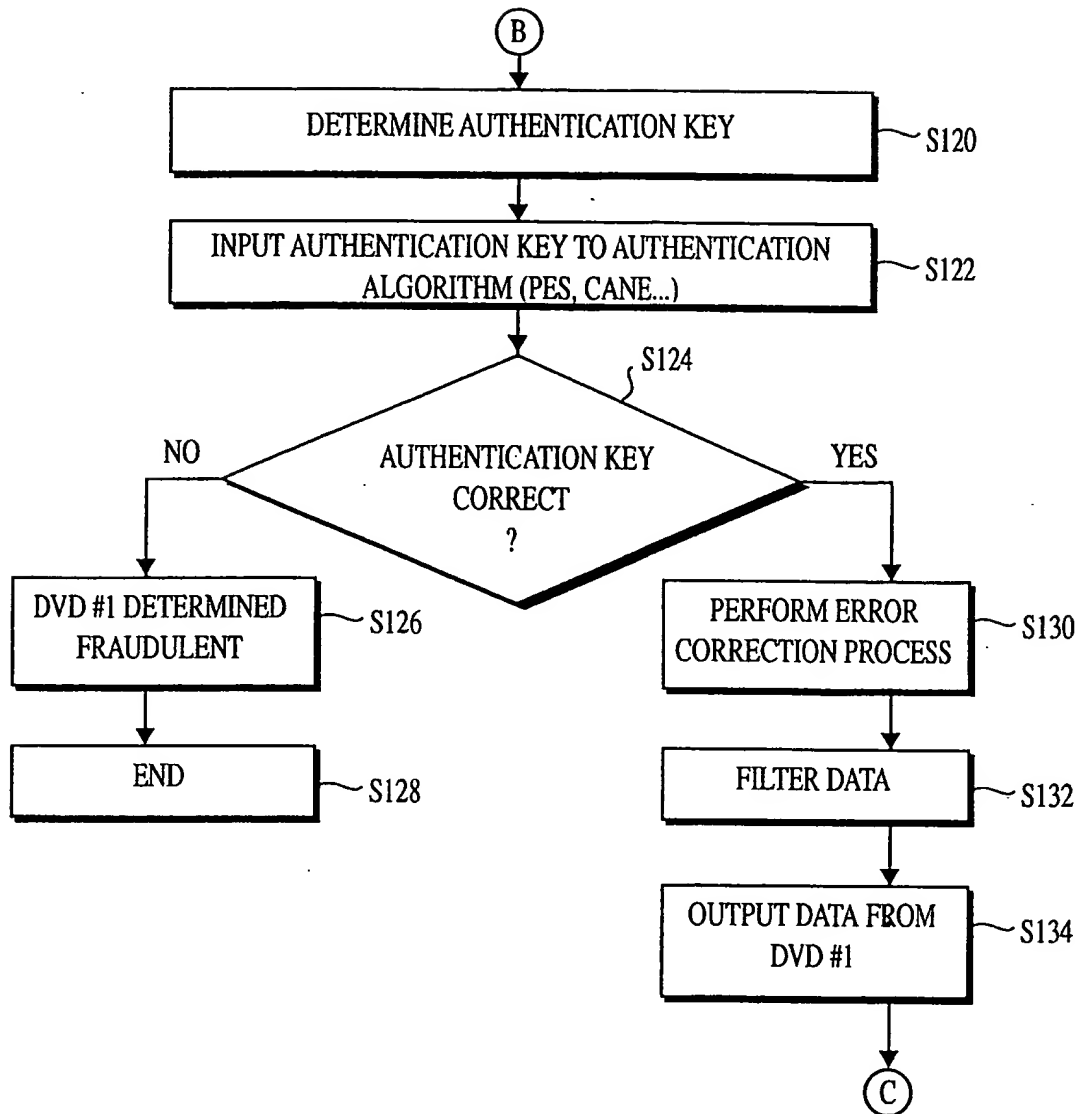 B
DETERMINE AUTHENTICATION KEY
S120
INPUT AUTHENTICATION KEY TO AUTHENTICATION
ALGORITHM (PES, CANE...)
S122
S124
NO
AUTHENTICATION KEY
CORRECT
?
YES
DVD #1 DETERMINED
FRAUDULENT
S126
PERFORM ERROR
CORRECTION PROCESS
S130
END
S128
FILTER DATA
S132
OUTPUT DATA FROM
DVD #1
S134
C